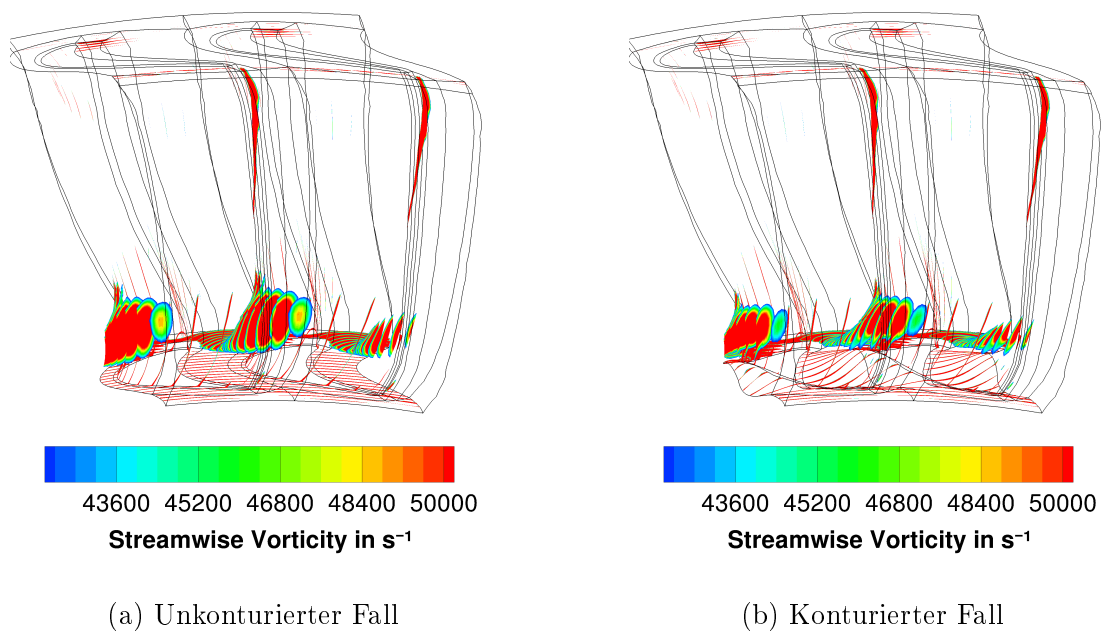 43600 45200 46800 48400 50000
Streamwise Vorticity in s⁻¹
(a) Unkonturierter Fall
43600 45200 46800 48400 50000
Streamwise Vorticity in s⁻¹
(b) Konturierter Fall